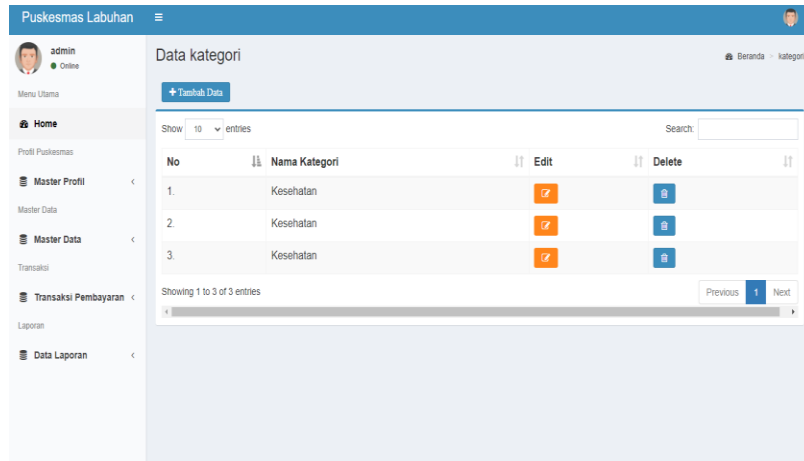 Puskesmas Labuhan
admin
Online
Menu Utama
Home
Profil Puskesmas
Master Profil
Master Data
Master Data
Transaksi
Transaksi Pembayaran
Laporan
Data Laporan
Data kategori
Beranda > kategori
+ Tambah Data
Show 10 entries
Search:
No Nama Kategori Edit Delete
1. Kesehatan
2. Kesehatan
3. Kesehatan
Showing 1 to 3 of 3 entries
Previous 1 Next